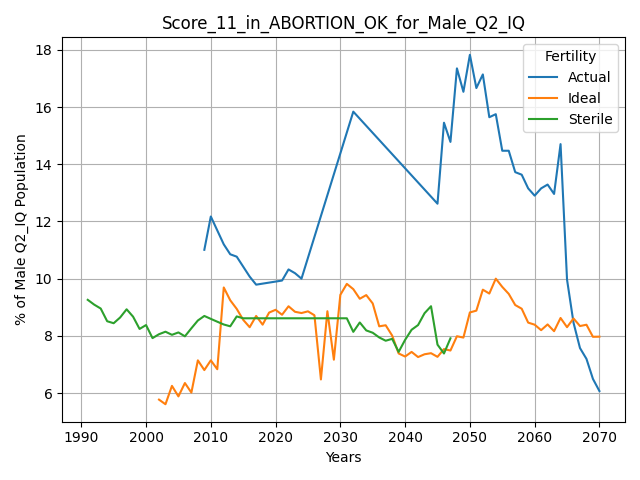 Score_11_in_ABORTION_OK_for_Male_Q2_IQ
Fertility
Actual
Ideal
Sterile
% of Male Q2_IQ Population
18
16
14
12
10
8
6
1990 2000 2010 2020 2030 2040 2050 2060 2070
Years